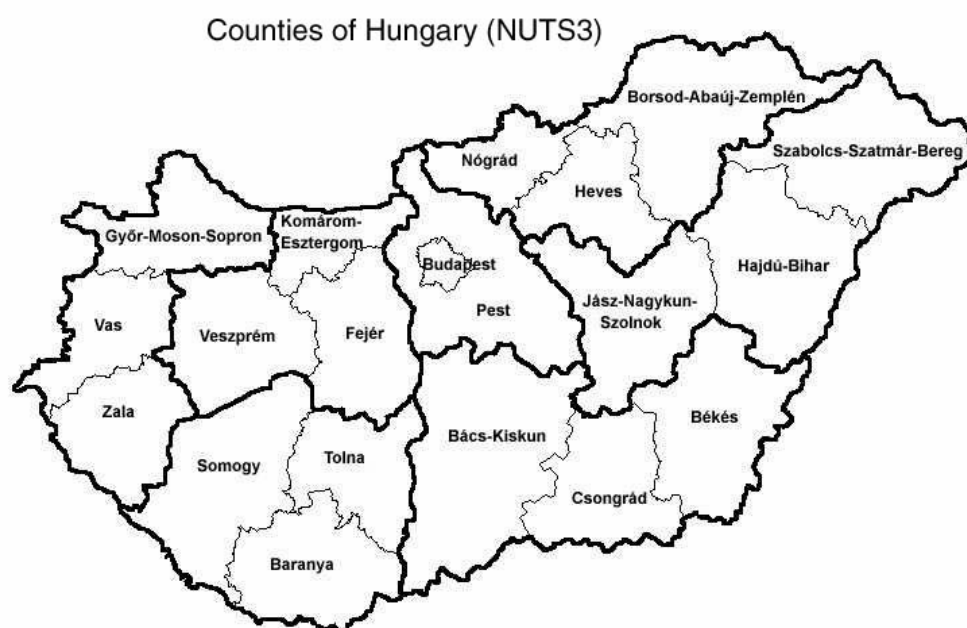 Counties of Hungary (NUTS3)
Borsod-Abaúj-Zemplén
Szabolcs-Szatmár-Bereg
Nógrád
Heves
Komárom-
Esztergom
Győr-Moson-Sopron
Budapest
Hajdú-Bihar
Jász-Nagykun-
Szolnok
Pest
Vas
Veszprém
Fejér
Zala
Békés
Bács-Kiskun
Somogy
Tolna
Csongrád
Baranya